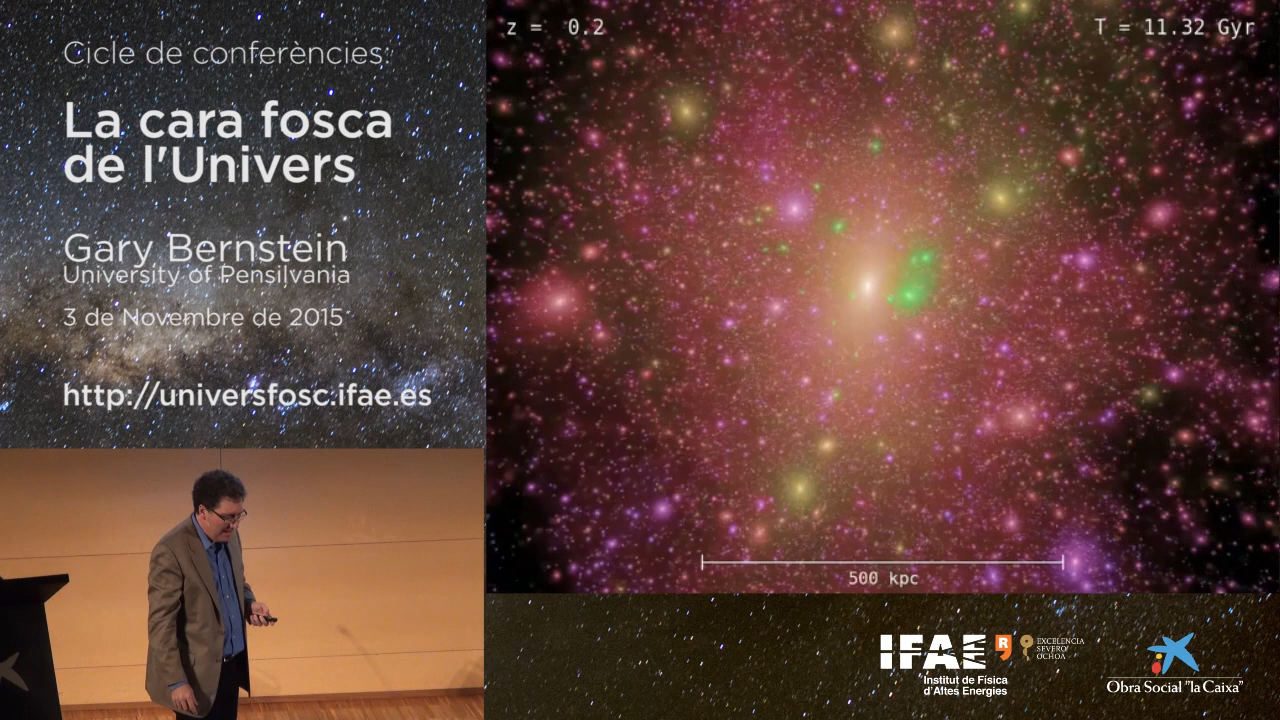 Cicle de conferències:
La cara fosca
de l'Univers
Gary Bernstein
University of Pensilvania
3 de Novembre de 2015
http://universfosc.ifae.es
z = 0.2
T = 11.32 Gyr
500 kpc
IFAE
Institut de Física
d'Altes Energies
EXCELENCIA
SEVERO
OCHOA
Obra Social "la Caixa"